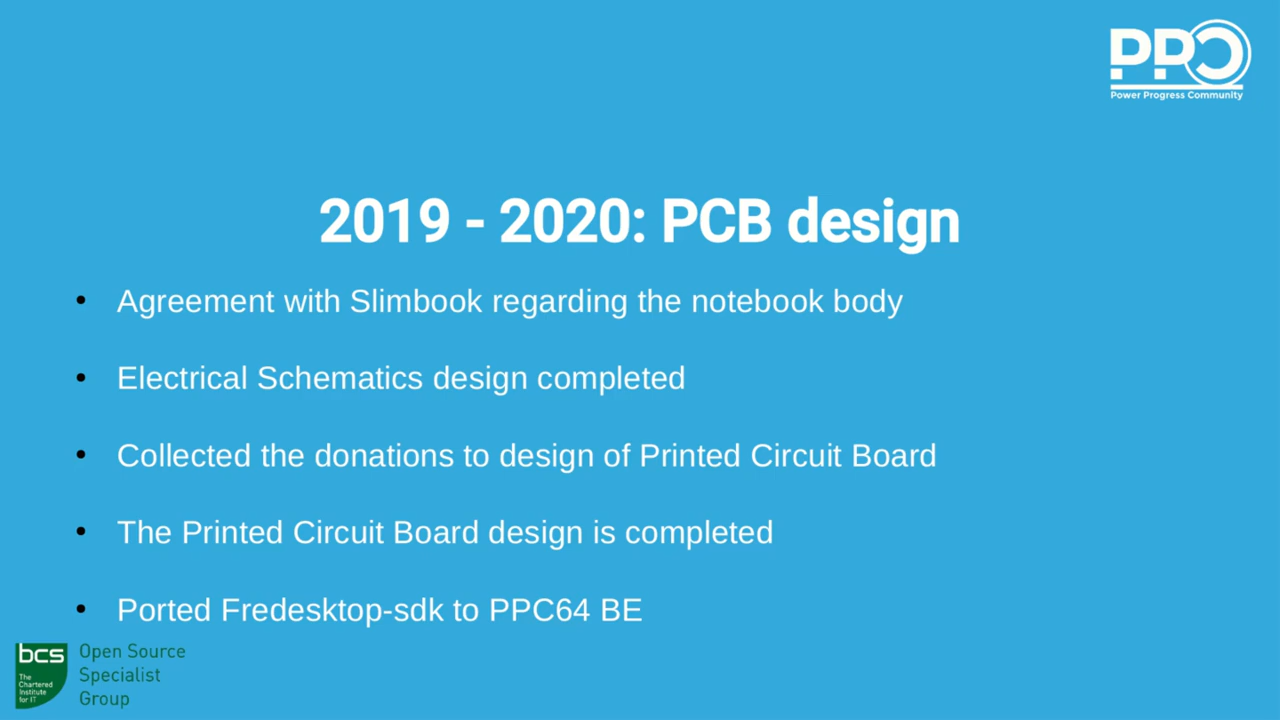 PPC
Power Progress Community
2019 - 2020: PCB design
• Agreement with Slimbook regarding the notebook body
• Electrical Schematics design completed
• Collected the donations to design of Printed Circuit Board
• The Printed Circuit Board design is completed
• Ported Fredesktop-sdk to PPC64 BE
bcs
The
Chartered
Institute
for IT
Open Source
Specialist
Group